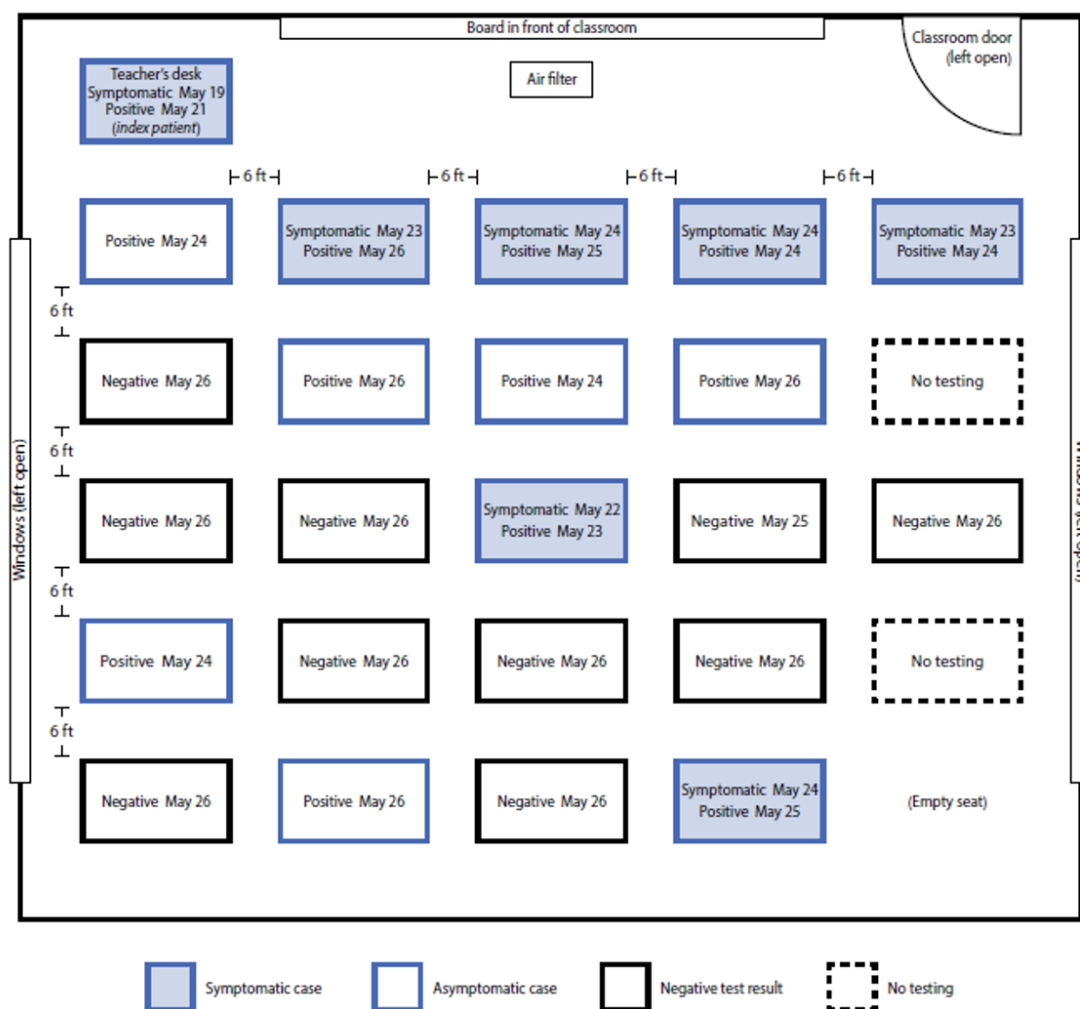 Board in front of classroom
Classroom door
(left open)
Air filter
Teacher's desk
Symptomatic May 19
Positive May 21
(index patient)
6 ft
6 ft
6 ft
6 ft
Positive May 24
Symptomatic May 23
Positive May 26
Symptomatic May 24
Positive May 25
Symptomatic May 24
Positive May 24
Symptomatic May 23
Positive May 24
6 ft
Negative May 26
Positive May 26
Positive May 24
Positive May 26
No testing
6 ft
Windows (left open)
Negative May 26
Negative May 26
Symptomatic May 22
Positive May 23
Negative May 25
Negative May 26
6 ft
Positive May 24
Negative May 26
Negative May 26
Negative May 26
No testing
6 ft
Negative May 26
Positive May 26
Negative May 26
Symptomatic May 24
Positive May 25
(Empty seat)
Symptomatic case
Asymptomatic case
Negative test result
No testing